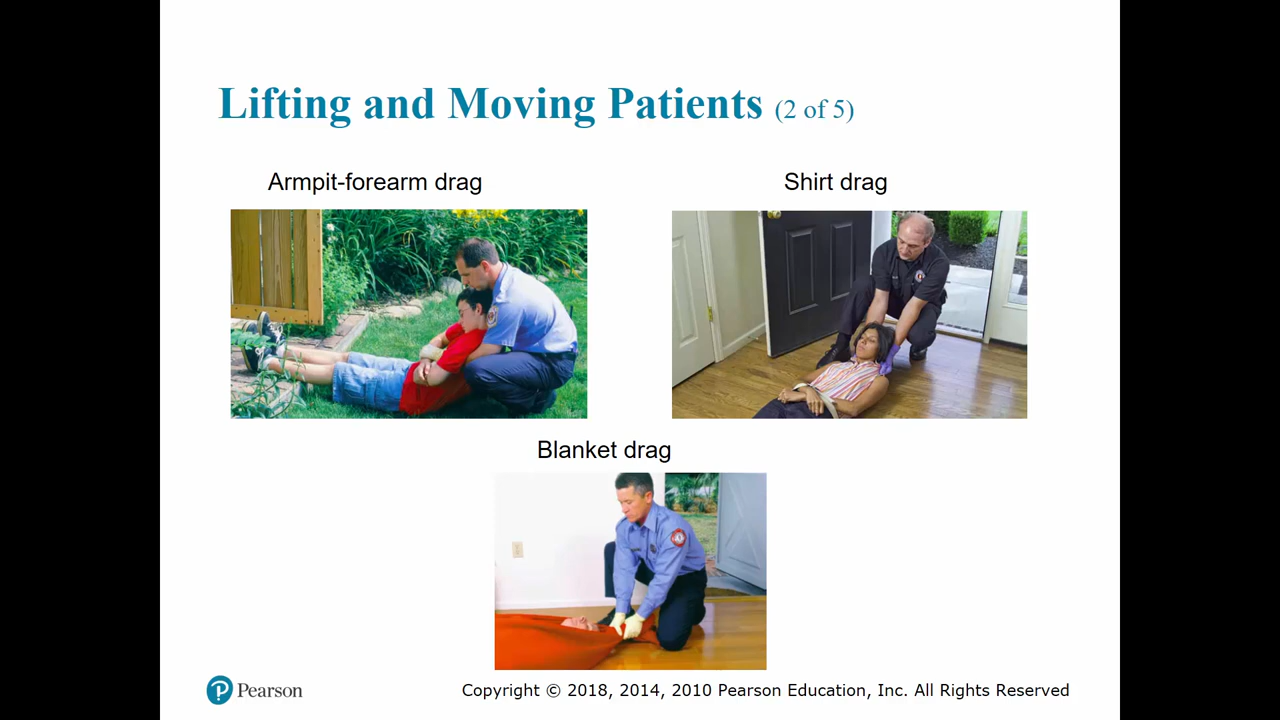 Lifting and Moving Patients (2 of 5)
Armpit-forearm drag
Shirt drag
Blanket drag
Pearson
Copyright © 2018, 2014, 2010 Pearson Education, Inc. All Rights Reserved